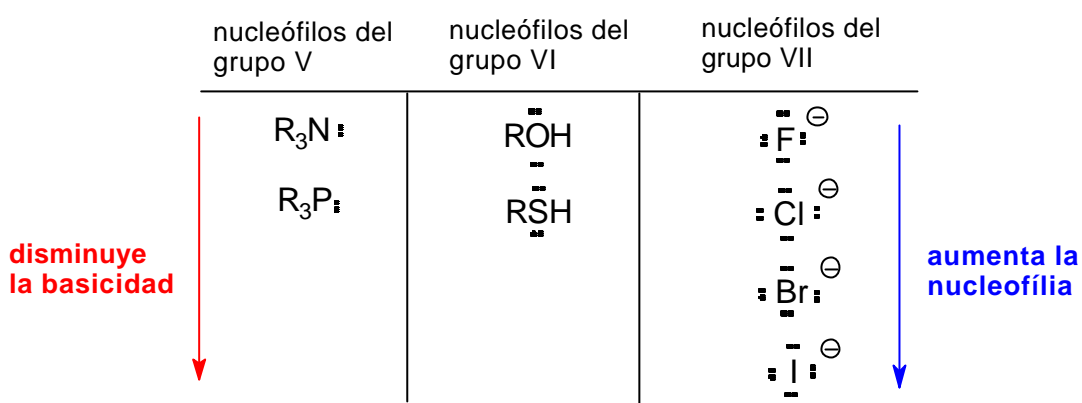 nucleófilos del grupo V
nucleófilos del grupo VI
nucleófilos del grupo VII
R₃N:
ROH
:F:⊖
R₃P:
RSH
:Cl:⊖
:Br:⊖
:I:⊖
disminuye
la basicidad
aumenta la
nucleofília